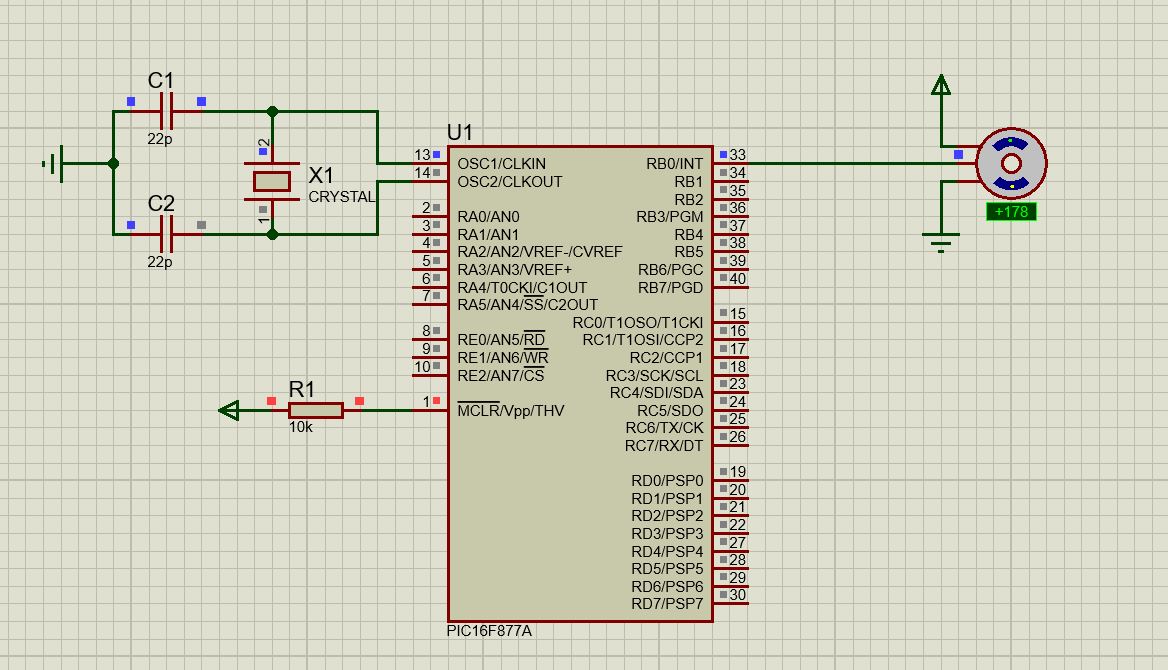 C1
22p
C2
22p
2
X1
CRYSTAL
1
U1
13 OSC1/CLKIN
14 OSC2/CLKOUT
2 RA0/AN0
3 RA1/AN1
4 RA2/AN2/VREF-/CVREF
5 RA3/AN3/VREF+
6 RA4/T0CKI/C1OUT
7 RA5/AN4/SS/C2OUT
8 RE0/AN5/RD
9 RE1/AN6/WR
10 RE2/AN7/CS
1 MCLR/Vpp/THV
RB0/INT 33
RB1 34
RB2 35
RB3/PGM 36
RB4 37
RB5 38
RB6/PGC 39
RB7/PGD 40
RC0/T1OSO/T1CKI 15
RC1/T1OSI/CCP2 16
RC2/CCP1 17
RC3/SCK/SCL 18
RC4/SDI/SDA 23
RC5/SDO 24
RC6/TX/CK 25
RC7/RX/DT 26
RD0/PSP0 19
RD1/PSP1 20
RD2/PSP2 21
RD3/PSP3 22
RD4/PSP4 27
RD5/PSP5 28
RD6/PSP6 29
RD7/PSP7 30
PIC16F877A
R1
10k
+178